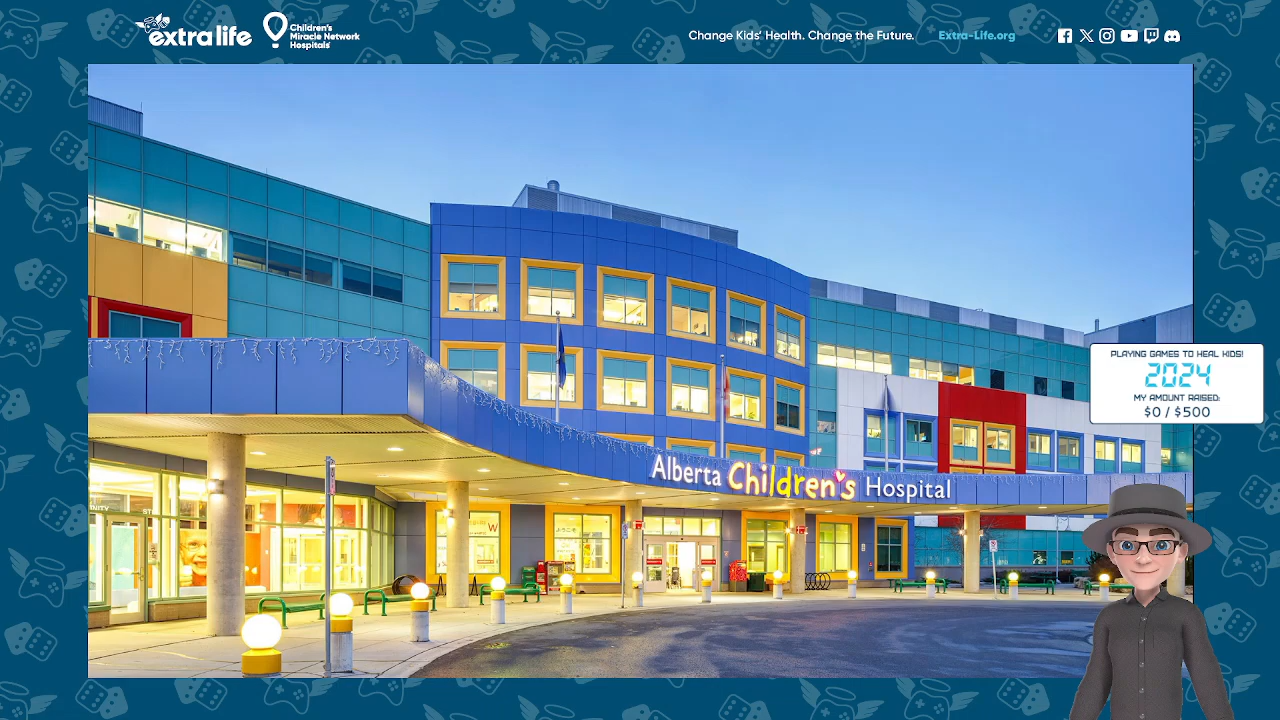 extra life
Children's
Miracle Network
Hospitals
Change Kids' Health. Change the Future.
Extra-Life.org
PLAYING GAMES TO HEAL KIDS!
2024
MY AMOUNT RAISED:
$0 / $500
Alberta Children's Hospital